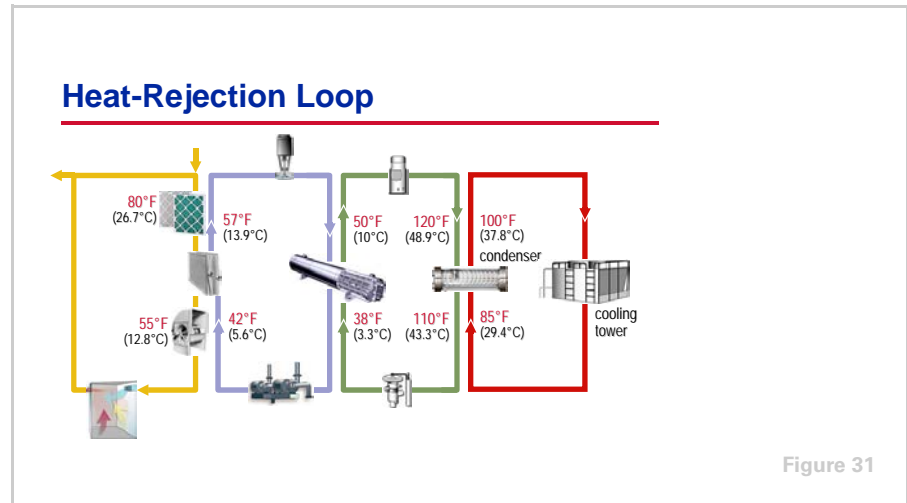 Heat-Rejection Loop
80°F
(26.7°C)
57°F
(13.9°C)
50°F
(10°C)
120°F
(48.9°C)
100°F
(37.8°C)
condenser
55°F
(12.8°C)
42°F
(5.6°C)
38°F
(3.3°C)
110°F
(43.3°C)
85°F
(29.4°C)
cooling
tower
Figure 31